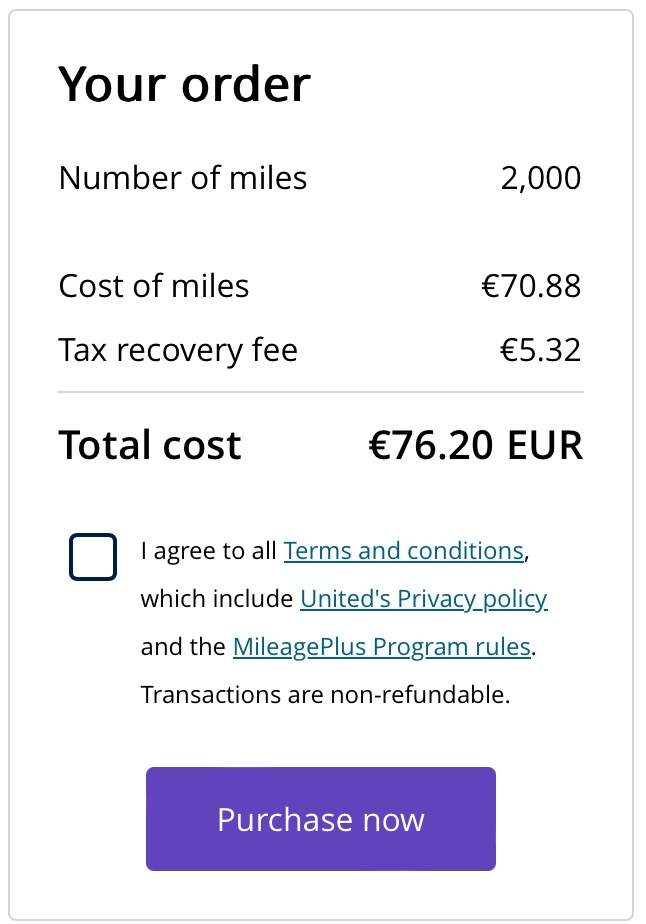 Your order
Number of miles 2,000
Cost of miles €70.88
Tax recovery fee €5.32
Total cost €76.20 EUR
I agree to all Terms and conditions,
which include United's Privacy policy
and the MileagePlus Program rules.
Transactions are non-refundable.
Purchase now